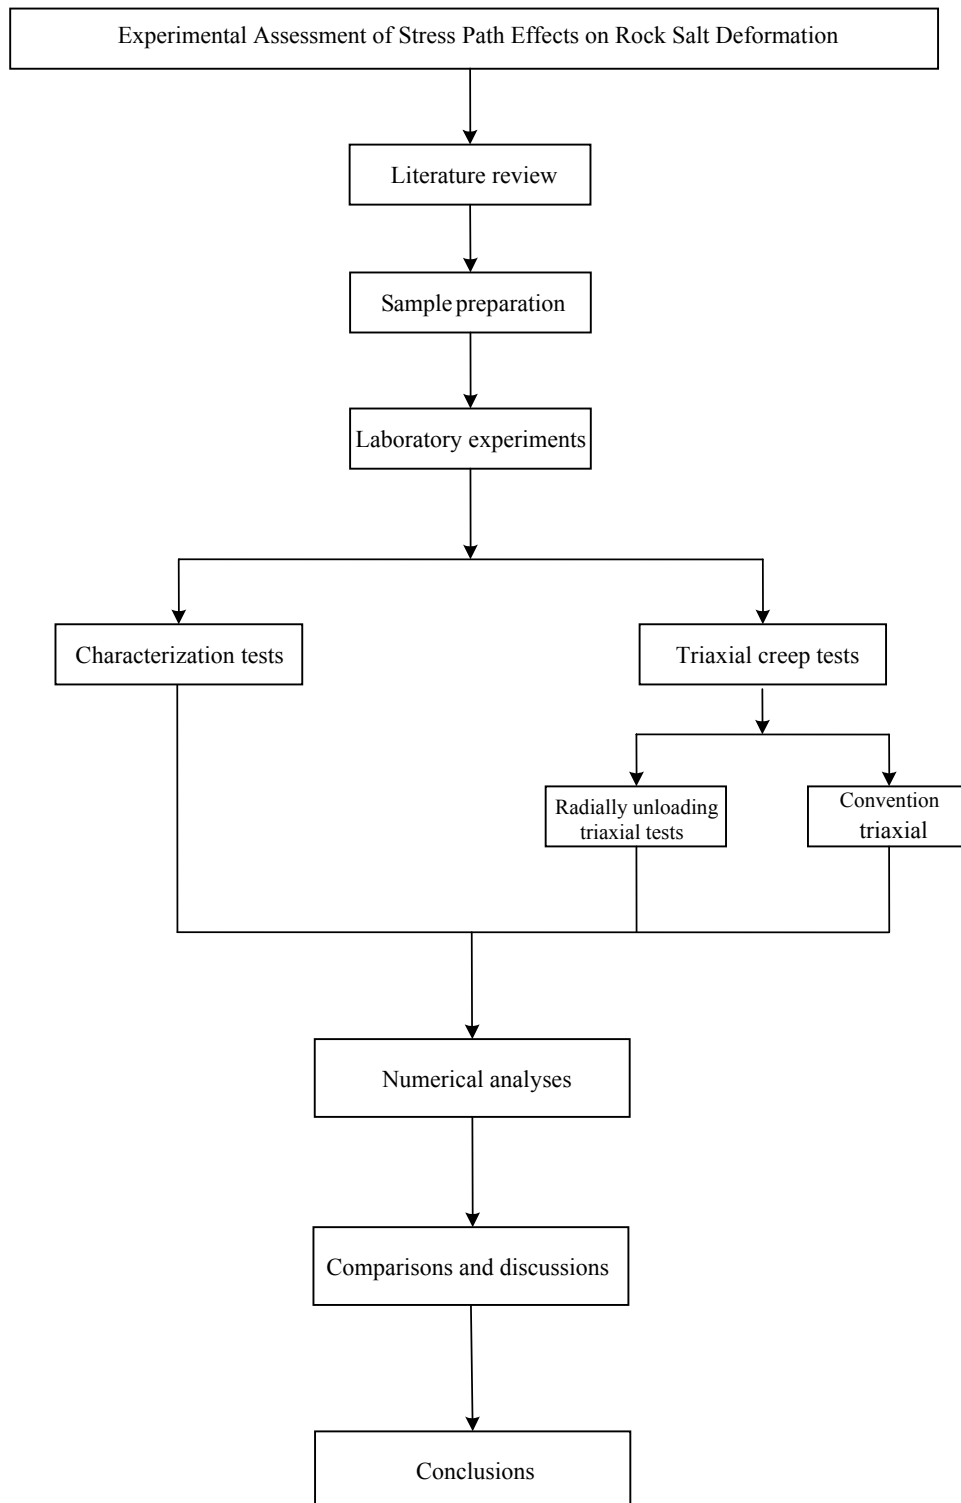 Experimental Assessment of Stress Path Effects on Rock Salt Deformation
Literature review
Sample preparation
Laboratory experiments
Characterization tests
Triaxial creep tests
Radially unloading
triaxial tests
Convention
triaxial
Numerical analyses
Comparisons and discussions
Conclusions